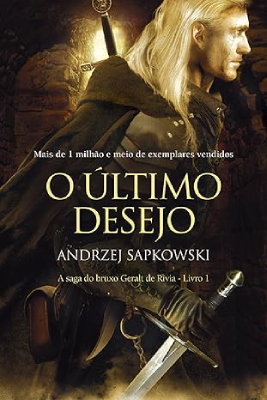 Mais de 1 milhão e meio de exemplares vendidos
O ÚLTIMO
DESEJO
ANDRZEJ SAPKOWSKI
A saga do bruxo Geralt de Rívia - Livro 1